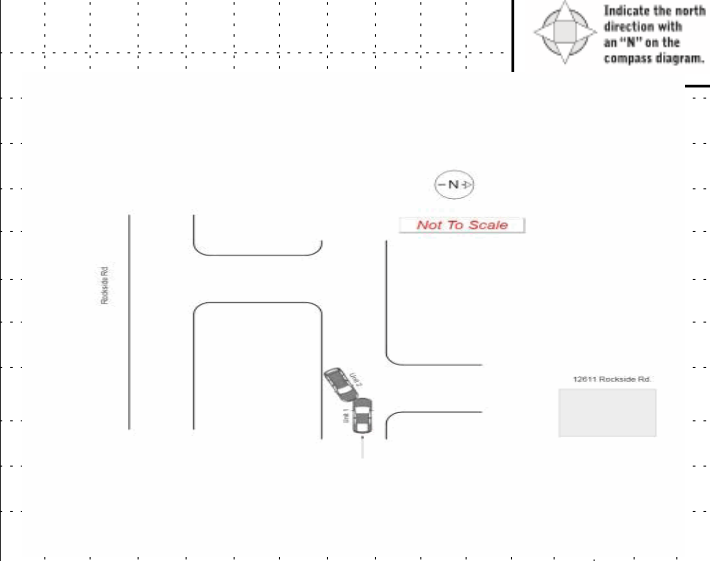 Indicate the north
direction with
an “N” on the
compass diagram.
N
Not To Scale
Rockside Rd
12611 Rockside Rd.
Unit 2
Unit 1